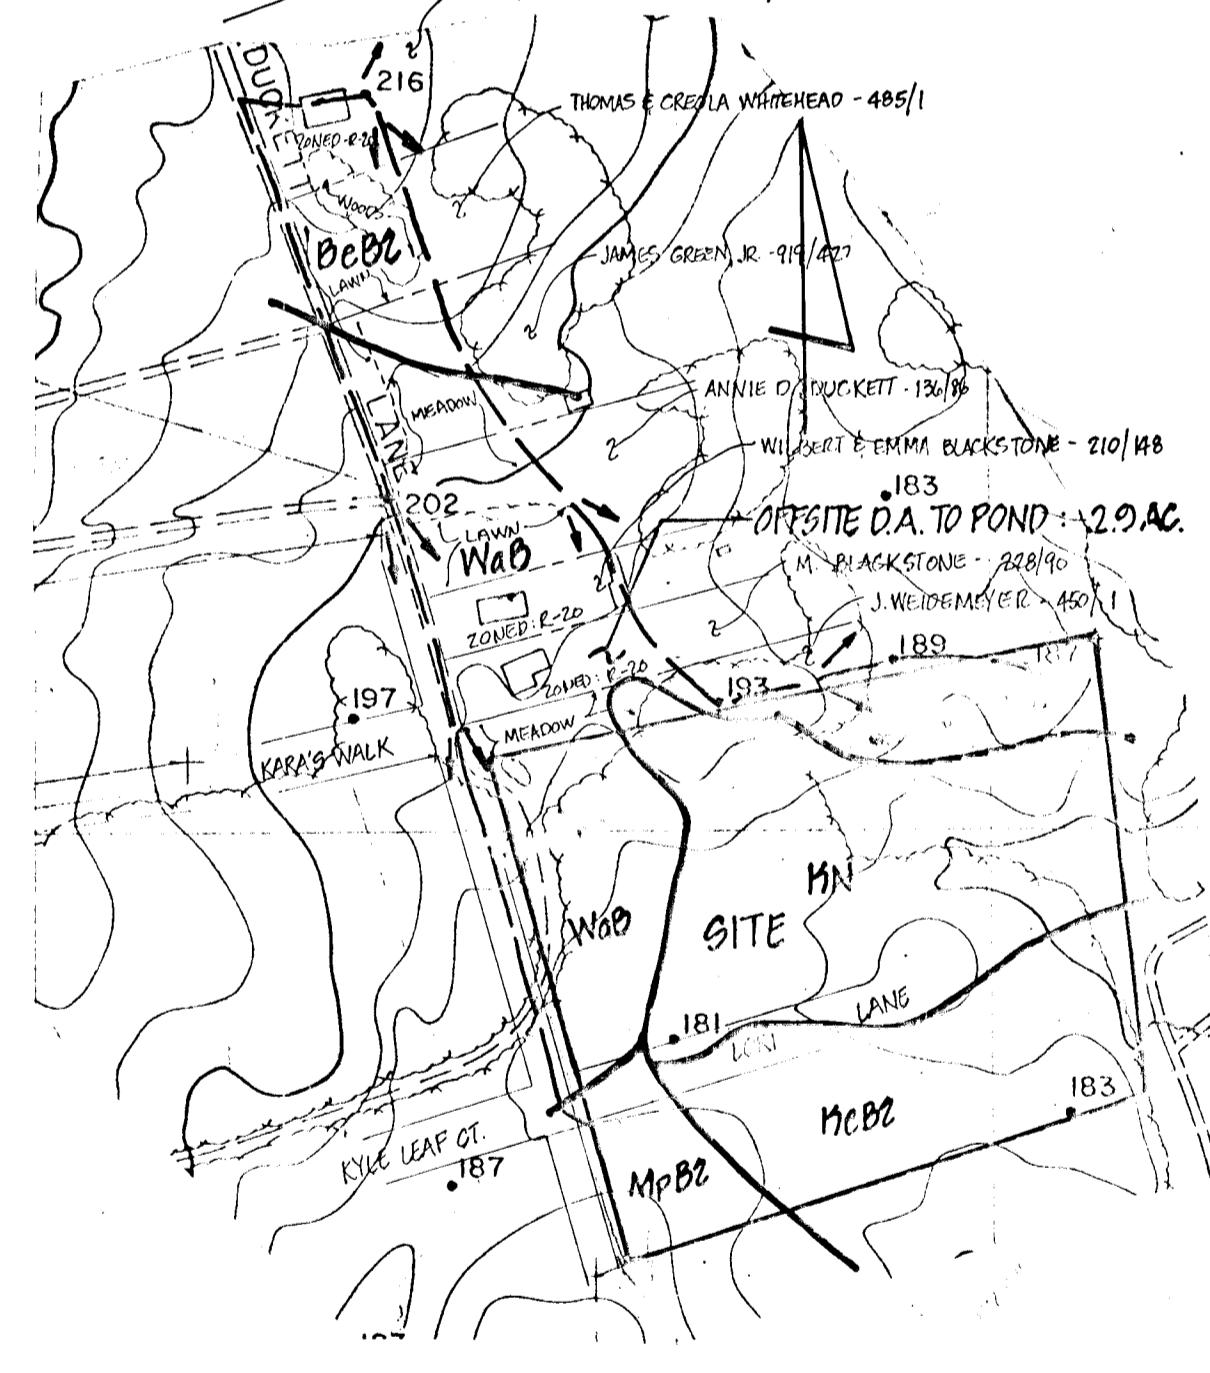 DUCKETT
216
THOMAS & CREOLA WHITEHEAD - 485/1
ZONED-R-20
WOODS
BeB2
LAWN
JAMES GREEN, JR. - 919/427
ANNIE D. DUCKETT - 136/86
MEADOW
LANE
WILBERT & EMMA BLACKSTONE - 210/148
183
202
OFFSITE D.A. TO POND : 2.9 AC.
LAWN
WaB
M. BLACKSTONE - 228/90
J. WEIDEMEYER - 450/1
ZONED: R-20
189
187
ZONED: R-20
193
197
MEADOW
KARA'S WALK
KN
WaB
SITE
LANE
181
LORI
183
KcB2
KYLE LEAF CT.
187
MpB2